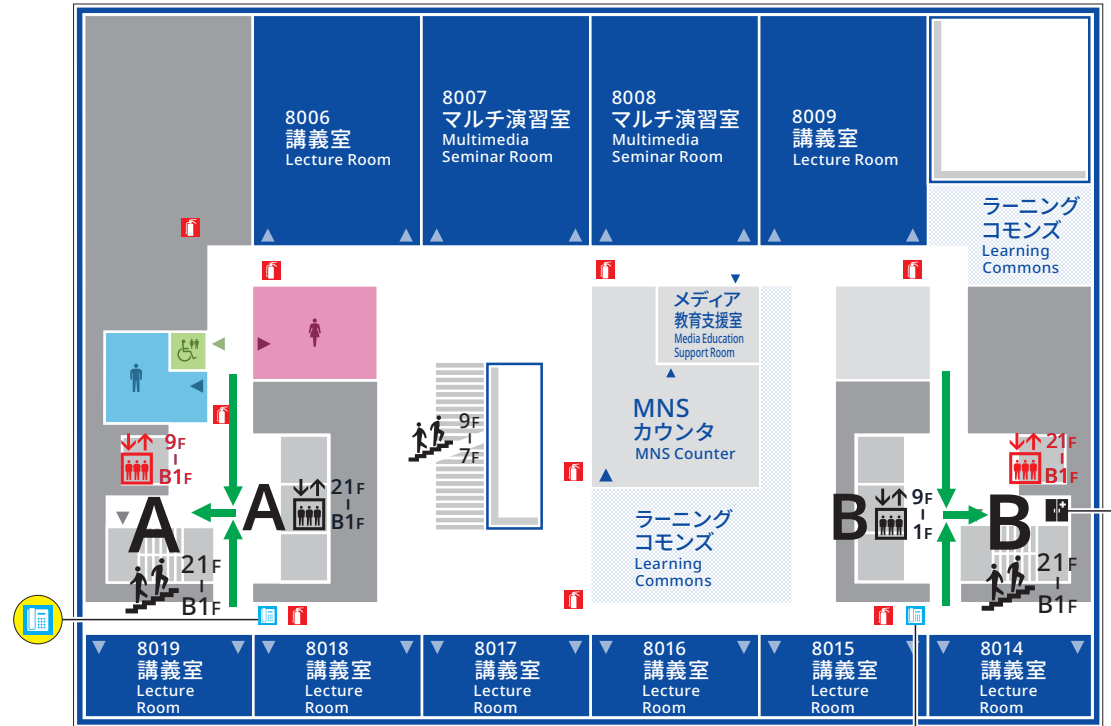 8006
講義室
Lecture Room
8007
マルチ演習室
Multimedia
Seminar Room
8008
マルチ演習室
Multimedia
Seminar Room
8009
講義室
Lecture Room
ラーニング
コモンズ
Learning
Commons
メディア
教育支援室
Media Education
Support Room
MNS
カウンタ
MNS Counter
ラーニング
コモンズ
Learning
Commons
9F
B1F
A
21F
B1F
A
21F
B1F
9F
7F
B
9F
1F
21F
B1F
B
21F
B1F
8019
講義室
Lecture
Room
8018
講義室
Lecture
Room
8017
講義室
Lecture
Room
8016
講義室
Lecture
Room
8015
講義室
Lecture
Room
8014
講義室
Lecture
Room